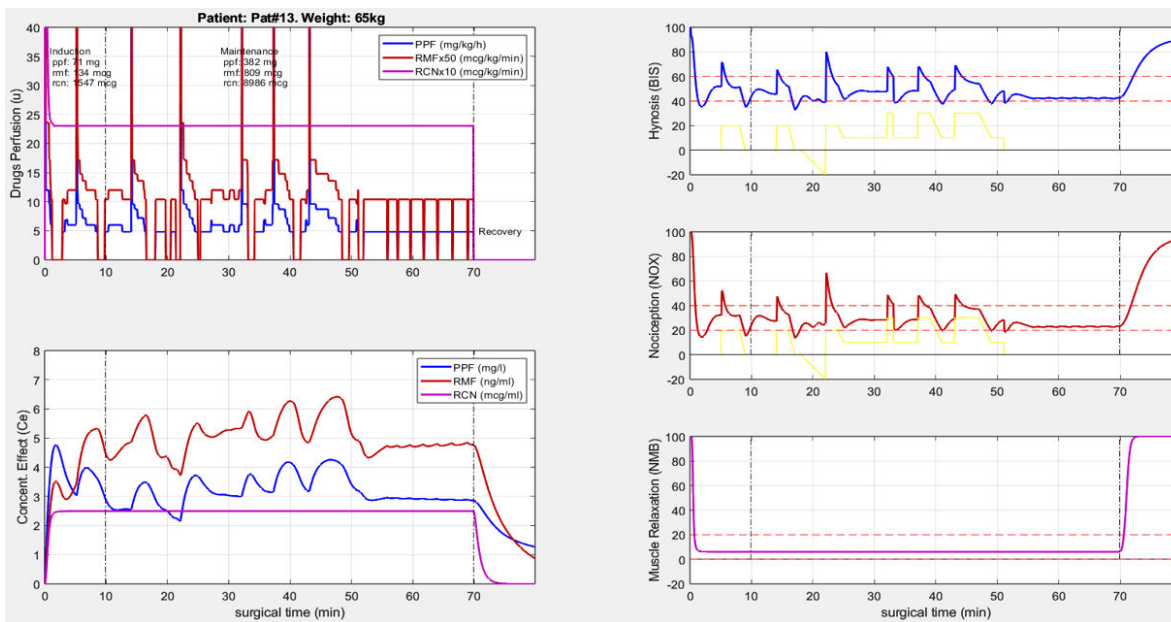 Patient: Pat#13. Weight: 65kg
40
35
30
25
20
15
10
5
0
Drugs Perfusion (u)
Induction
ppf: 71 mg
rmf: 134 mg
rcn: 1547 mcg
Maintenance
ppf: 382 mg
rmf: 809 mcg
rcn: 8986 mcg
PPF (mg/kg/h)
RMFx50 (mcg/kg/min)
RCNx10 (mcg/kg/min)
Recovery
0 10 20 30 40 50 60 70
8
7
6
5
4
3
2
1
0
Concent. Effect (Ce)
PPF (mg/l)
RMF (ng/ml)
RCN (mcg/ml)
0 10 20 30 40 50 60 70
surgical time (min)
100
80
60
40
20
0
-20
Hynosis (BIS)
0 10 20 30 40 50 60 70
100
80
60
40
20
0
-20
Nociception (NOX)
0 10 20 30 40 50 60 70
100
80
60
40
20
0
-20
Muscle Relaxation (NMB)
0 10 20 30 40 50 60 70
surgical time (min)